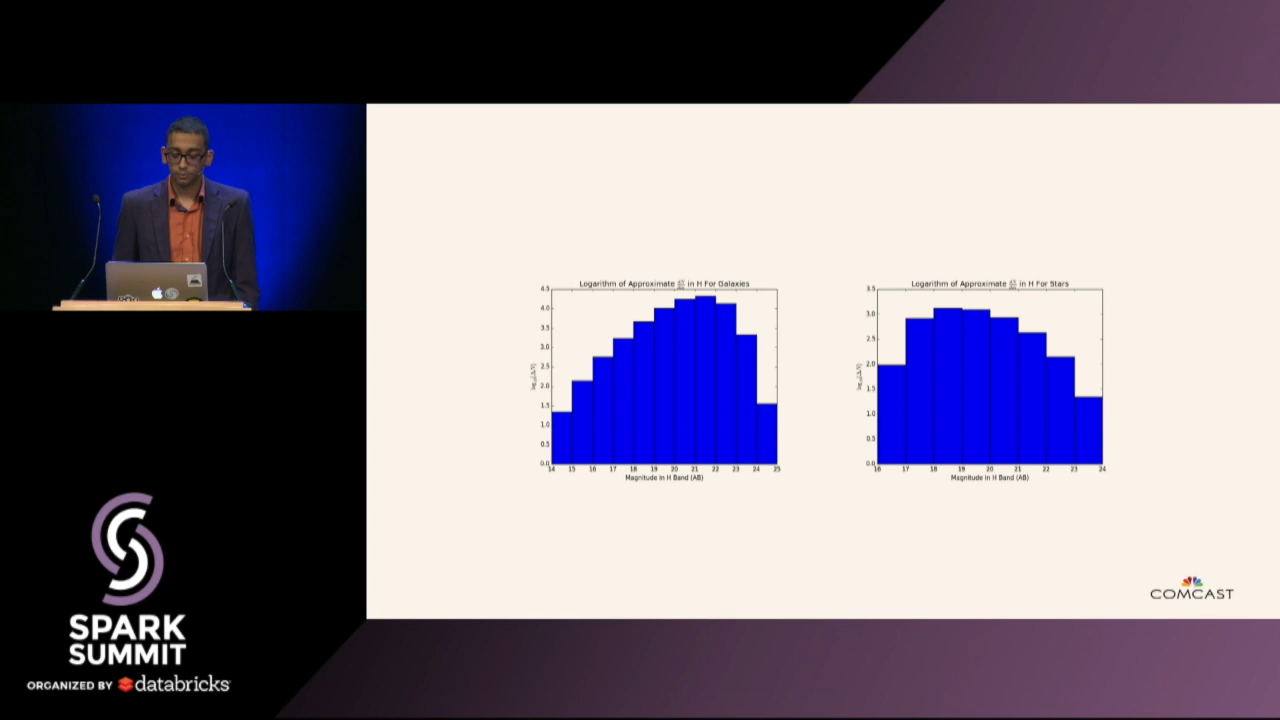 Logarithm of Approximate in H For Galaxies
4.5
4.0
3.5
3.0
2.5
2.0
1.5
1.0
0.5
0.0
14 15 16 17 18 19 20 21 22 23 24 25
Magnitude in H Band (AB)
Logarithm of Approximate in H For Stars
3.5
3.0
2.5
2.0
1.5
1.0
0.5
0.0
16 17 18 19 20 21 22 23 24
Magnitude in H Band (AB)
COMCAST
SPARK
SUMMIT
ORGANIZED BY databricks